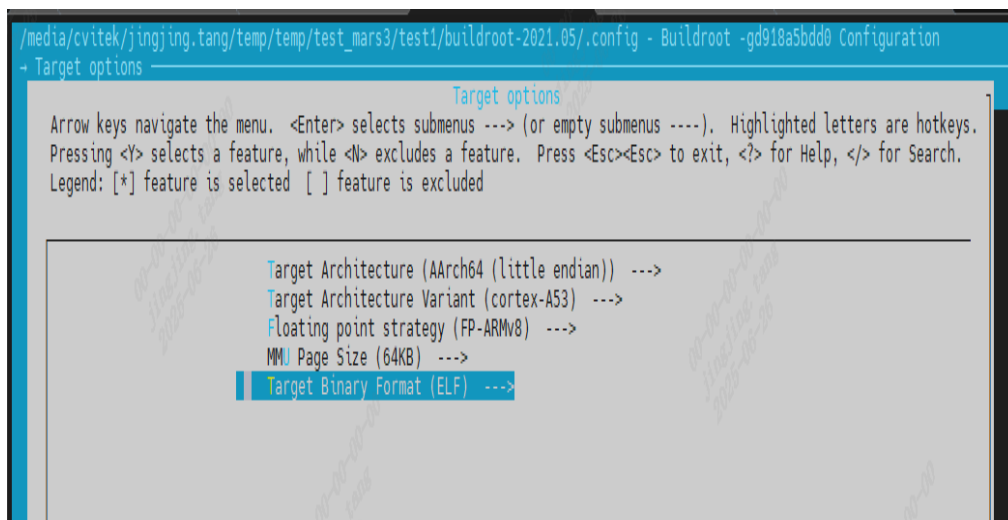 /media/cvitek/jingjing.tang/temp/temp/test_mars3/test1/buildroot-2021.05/.config - Buildroot -gd918a5bdd0 Configuration
→ Target options
Target options
Arrow keys navigate the menu. <Enter> selects submenus ---> (or empty submenus ----). Highlighted letters are hotkeys.
Pressing <Y> selects a feature, while <N> excludes a feature. Press <Esc><Esc> to exit, <?> for Help, </> for Search.
Legend: [*] feature is selected [ ] feature is excluded
Target Architecture (AArch64 (little endian)) --->
Target Architecture Variant (cortex-A53) --->
Floating point strategy (FP-ARMv8) --->
MMU Page Size (64KB) --->
Target Binary Format (ELF) --->